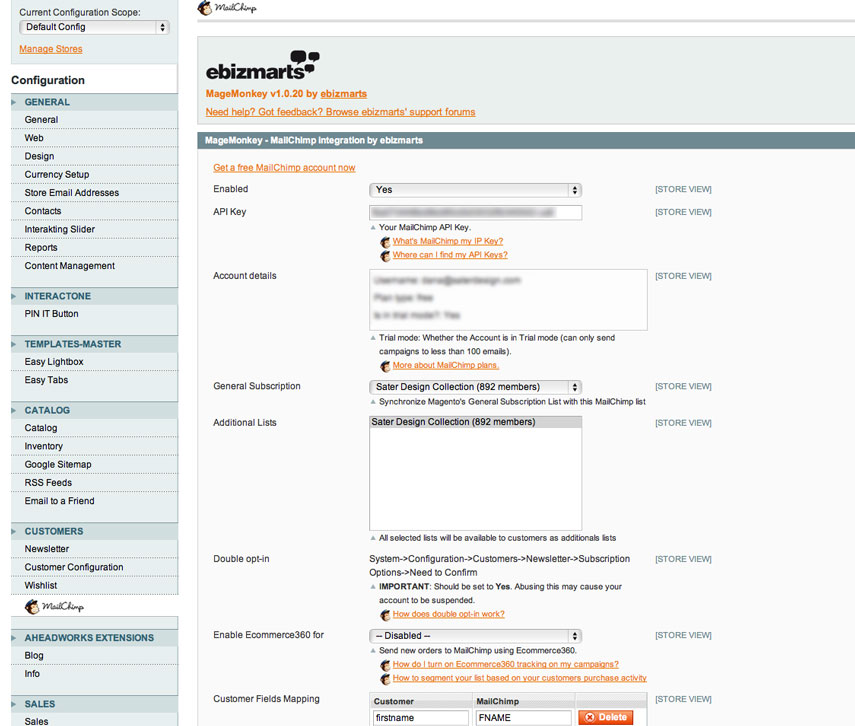 Current Configuration Scope:
Default Config
Manage Stores
Configuration
GENERAL
General
Web
Design
Currency Setup
Store Email Addresses
Contacts
Interakting Slider
Reports
Content Management
INTERACTONE
PIN IT Button
TEMPLATES-MASTER
Easy Lightbox
Easy Tabs
CATALOG
Catalog
Inventory
Google Sitemap
RSS Feeds
Email to a Friend
CUSTOMERS
Newsletter
Customer Configuration
Wishlist
MailChimp
AHEADWORKS EXTENSIONS
Blog
Info
SALES
Sales
MailChimp
ebizmarts
MageMonkey v1.0.20 by ebizmarts
Need help? Got feedback? Browse ebizmarts' support forums
MageMonkey - MailChimp Integration by ebizmarts
Get a free MailChimp account now
Enabled Yes [STORE VIEW]
API Key [STORE VIEW]
Your MailChimp API Key.
What's MailChimp my IP Key?
Where can I find my API Keys?
Account details [STORE VIEW]
Trial mode: Whether the Account is in Trial mode (can only send
campaigns to less than 100 emails).
More about MailChimp plans.
General Subscription Sater Design Collection (892 members) [STORE VIEW]
Synchronize Magento's General Subscription List with this MailChimp list
Additional Lists Sater Design Collection (892 members) [STORE VIEW]
All selected lists will be available to customers as additionals lists
Double opt-in System->Configuration->Customers->Newsletter->Subscription [STORE VIEW]
Options->Need to Confirm
IMPORTANT: Should be set to Yes. Abusing this may cause your
account to be suspended.
How does double opt-in work?
Enable Ecommerce360 for -- Disabled -- [STORE VIEW]
Send new orders to MailChimp using Ecommerce360.
How do I turn on Ecommerce360 tracking on my campaigns?
How to segment your list based on your customers purchase activity
Customer Fields Mapping Customer MailChimp [STORE VIEW]
firstname FNAME Delete